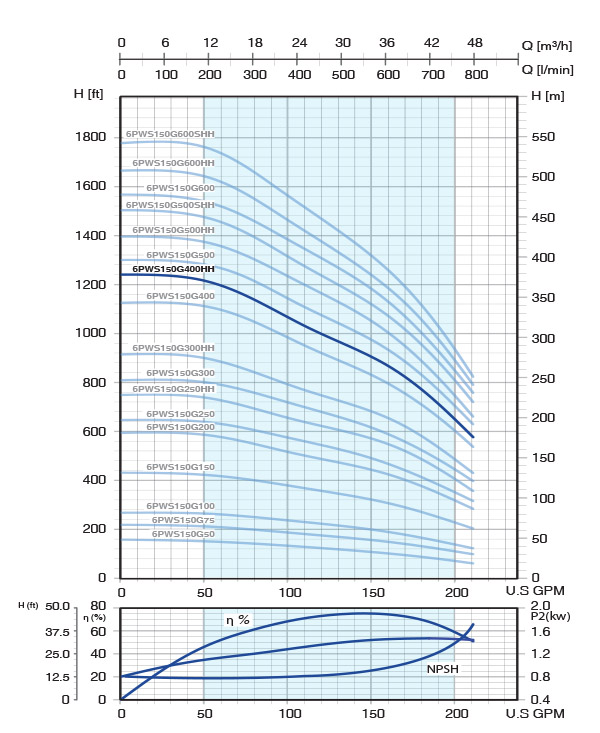 0 6 12 18 24 30 36 42 48 Q [m³/h]
0 100 200 300 400 500 600 700 800 Q [l/min]
H [ft] H [m]
1800 550
1600 500
1400 450
1200 400
1000 350
800 300
600 250
400 200
200 150
0 100
50
0
6PWS1s0G600SHH
6PWS1s0G600HH
6PWS1s0G600
6PWS1s0Gs00SHH
6PWS1s0Gs00HH
6PWS1s0Gs00
6PWS1s0G400HH
6PWS1s0G400
6PWS1s0G300HH
6PWS1s0G300
6PWS1s0G2s0HH
6PWS1s0G2s0
6PWS1s0G200
6PWS1s0G1s0
6PWS1s0G100
6PWS1s0G7s
6PWS1s0Gs0
0 50 100 150 200 U.S GPM
H (ft) 50.0 80 2.0
η (%) P2(kw)
37.5 60 1.6
25.0 40 1.2
12.5 20 0.8
0 0 0.4
η %
NPSH
0 50 100 150 200 U.S GPM